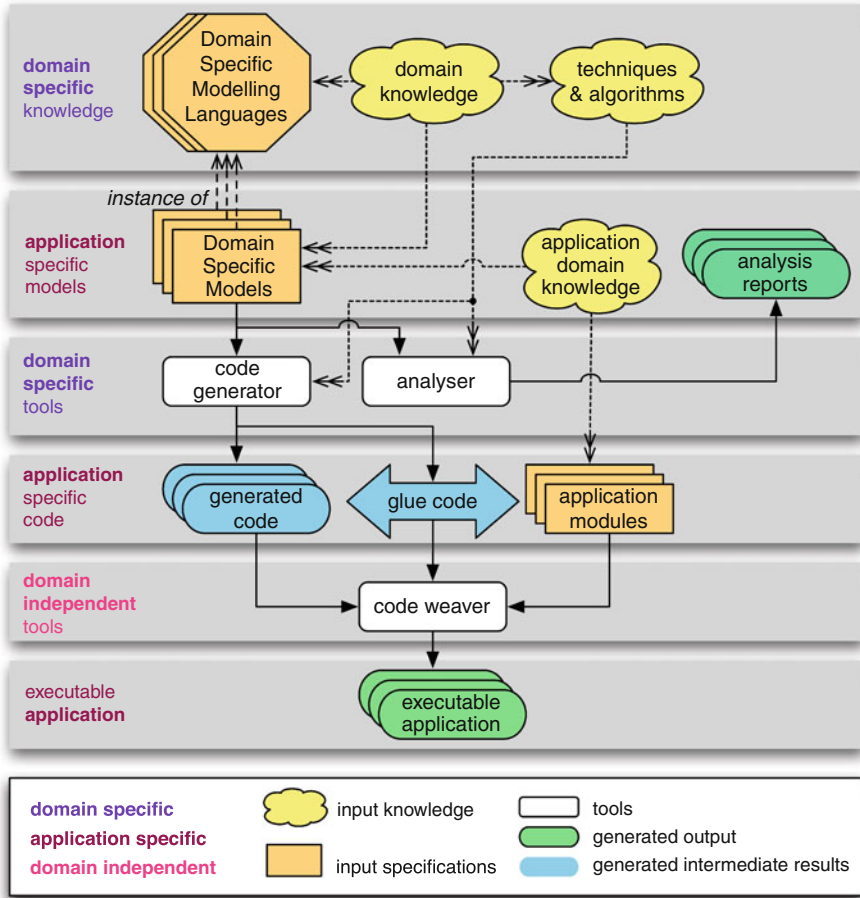 domain
specific
knowledge
Domain
Specific
Modelling
Languages
domain
knowledge
techniques
& algorithms
instance of
application
specific
models
Domain
Specific
Models
application
domain
knowledge
analysis
reports
domain
specific
tools
code
generator
analyser
application
specific
code
generated
code
glue code
application
modules
domain
independent
tools
code weaver
executable
application
executable
application
domain specific
application specific
domain independent
input knowledge
input specifications
tools
generated output
generated intermediate results